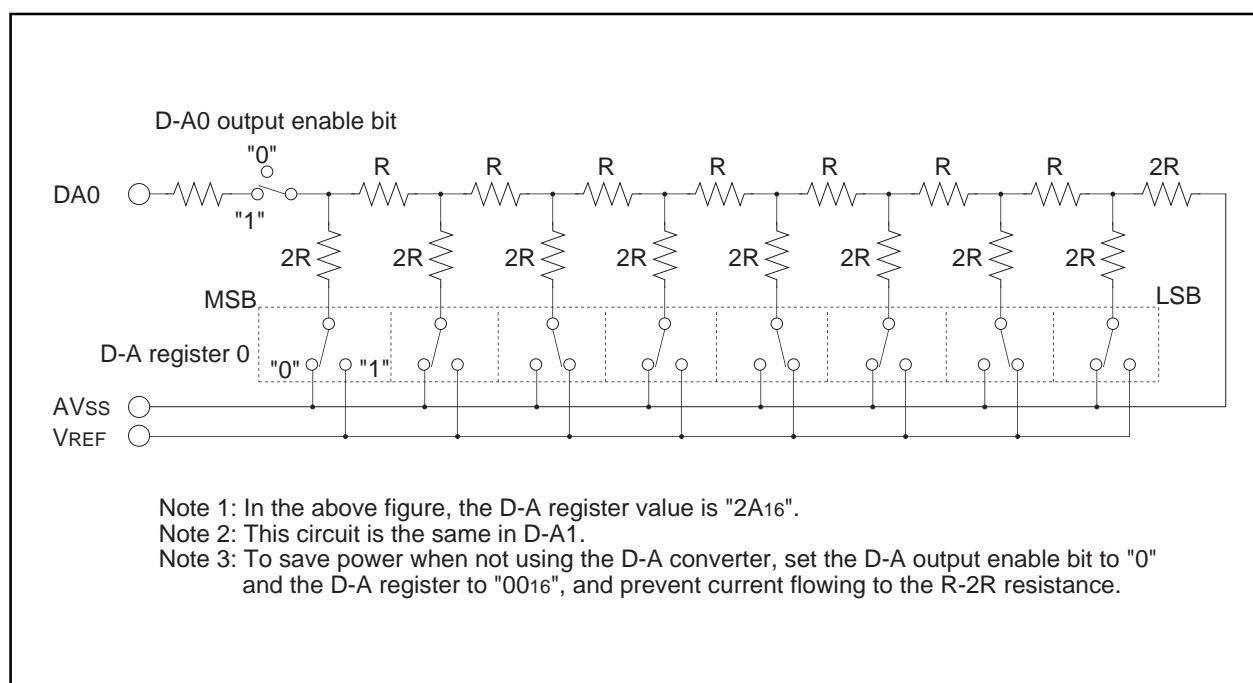 D-A0 output enable bit
"0"
DA0
"1"
R R R R R R R 2R
2R 2R 2R 2R 2R 2R 2R 2R
MSB
LSB
D-A register 0
"0" "1"
AVSS
VREF
Note 1: In the above figure, the D-A register value is "2A16".
Note 2: This circuit is the same in D-A1.
Note 3: To save power when not using the D-A converter, set the D-A output enable bit to "0"
and the D-A register to "0016", and prevent current flowing to the R-2R resistance.